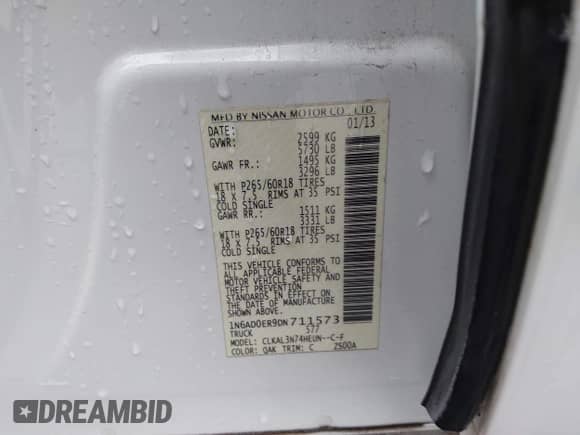 MFD BY NISSAN MOTOR CO., LTD.
DATE: 01/13
GVWR: 2599 KG
5730 LB
GAWR FR.: 1495 KG
3296 LB
WITH P265/60R18 TIRES
18 X 7.5 RIMS AT 35 PSI
COLD SINGLE
GAWR RR.: 1511 KG
3331 LB
WITH P265/60R18 TIRES
18 X 7.5 RIMS AT 35 PSI
COLD SINGLE
THIS VEHICLE CONFORMS TO
ALL APPLICABLE FEDERAL
MOTOR VEHICLE SAFETY AND
THEFT PREVENTION
STANDARDS IN EFFECT ON
THE DATE OF MANUFACTURE
SHOWN ABOVE.
1N6AD0ER9DN711573
TRUCK 577
MODEL: CLKAL3N74HEUN--C-F
COLOR: QAK TRIM: C 2500A
DREAMBID